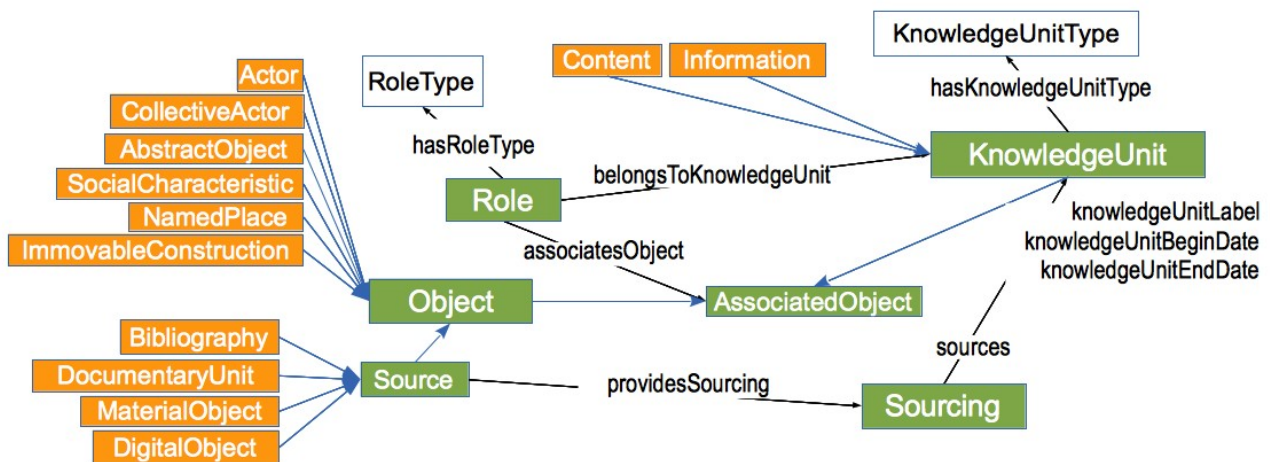 KnowledgeUnitType
Content
Information
Actor
RoleType
hasKnowledgeUnitType
CollectiveActor
hasRoleType
AbstractObject
KnowledgeUnit
SocialCharacteristic
belongsToKnowledgeUnit
Role
NamedPlace
knowledgeUnitLabel
ImmovableConstruction
associatesObject
knowledgeUnitBeginDate
knowledgeUnitEndDate
Object
AssociatedObject
Bibliography
sources
DocumentaryUnit
Source
providesSourcing
MaterialObject
Sourcing
DigitalObject